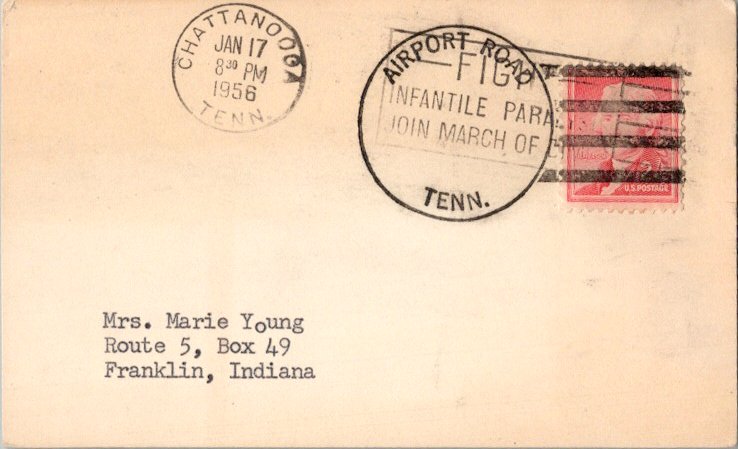 CHATTANOOGA
JAN 17
8 30 PM
1956
TENN.
AIRPORT ROAD
TENN.
INFANTILE PARA
JOIN MARCH OF
U.S. POSTAGE
Mrs. Marie Young
Route 5, Box 49
Franklin, Indiana